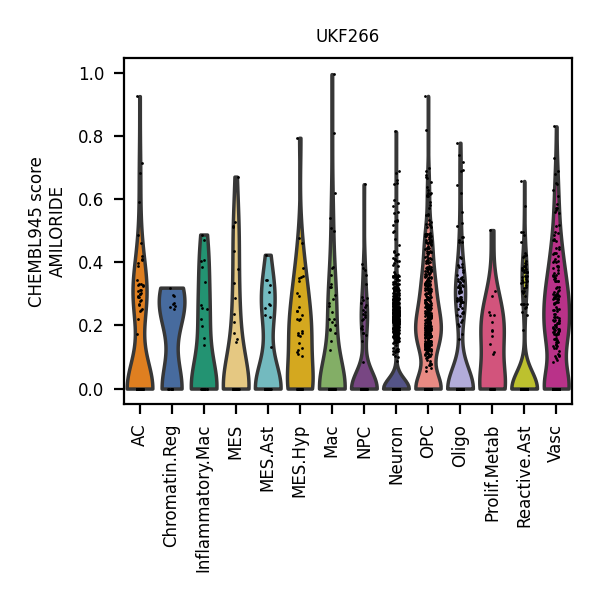 UKF266
CHEMBL945 score
AMILORIDE
1.0
0.8
0.6
0.4
0.2
0.0
AC
Chromatin.Reg
Inflammatory.Mac
MES
MES.Ast
MES.Hyp
Mac
NPC
Neuron
OPC
Oligo
Prolif.Metab
Reactive.Ast
Vasc